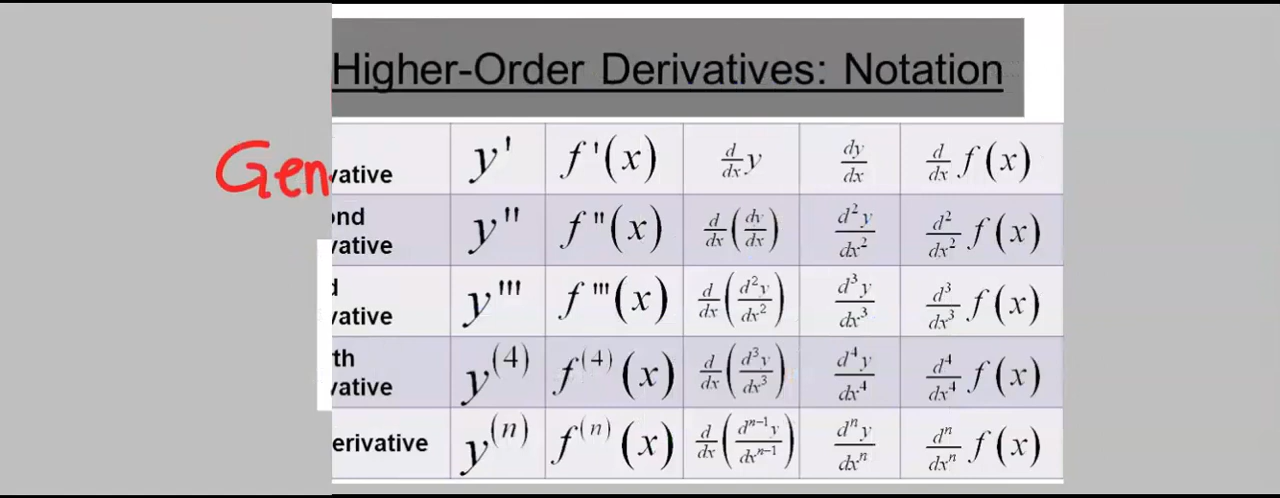 Higher-Order Derivatives: Notation
Gen
vative y' f'(x) d/dx y dy/dx d/dx f(x)
ond
vative y" f"(x) d/dx (dy/dx) d²y/dx² d²/dx² f(x)
d
vative y''' f'''(x) d/dx (d²y/dx²) d³y/dx³ d³/dx³ f(x)
th
vative y⁽⁴⁾ f⁽⁴⁾(x) d/dx (d³y/dx³) d⁴y/dx⁴ d⁴/dx⁴ f(x)
erivative y⁽ⁿ⁾ f⁽ⁿ⁾(x) d/dx (dⁿ⁻¹y/dxⁿ⁻¹) dⁿy/dxⁿ dⁿ/dxⁿ f(x)